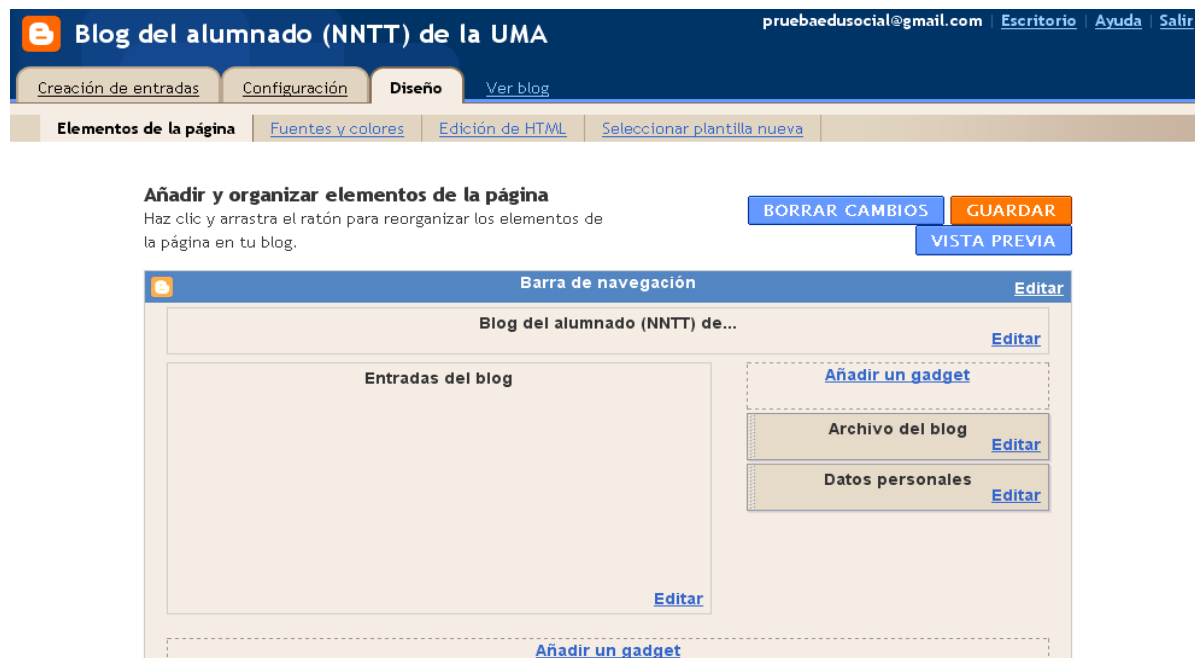 Blog del alumnado (NNTT) de la UMA
pruebaedusocial@gmail.com | Escritorio | Ayuda | Salir
Creación de entradas
Configuración
Diseño
Ver blog
Elementos de la página
Fuentes y colores
Edición de HTML
Seleccionar plantilla nueva
Añadir y organizar elementos de la página
Haz clic y arrastra el ratón para reorganizar los elementos de
la página en tu blog.
BORRAR CAMBIOS
GUARDAR
VISTA PREVIA
Barra de navegación
Editar
Blog del alumnado (NNTT) de...
Editar
Entradas del blog
Editar
Añadir un gadget
Archivo del blog
Editar
Datos personales
Editar
Añadir un gadget